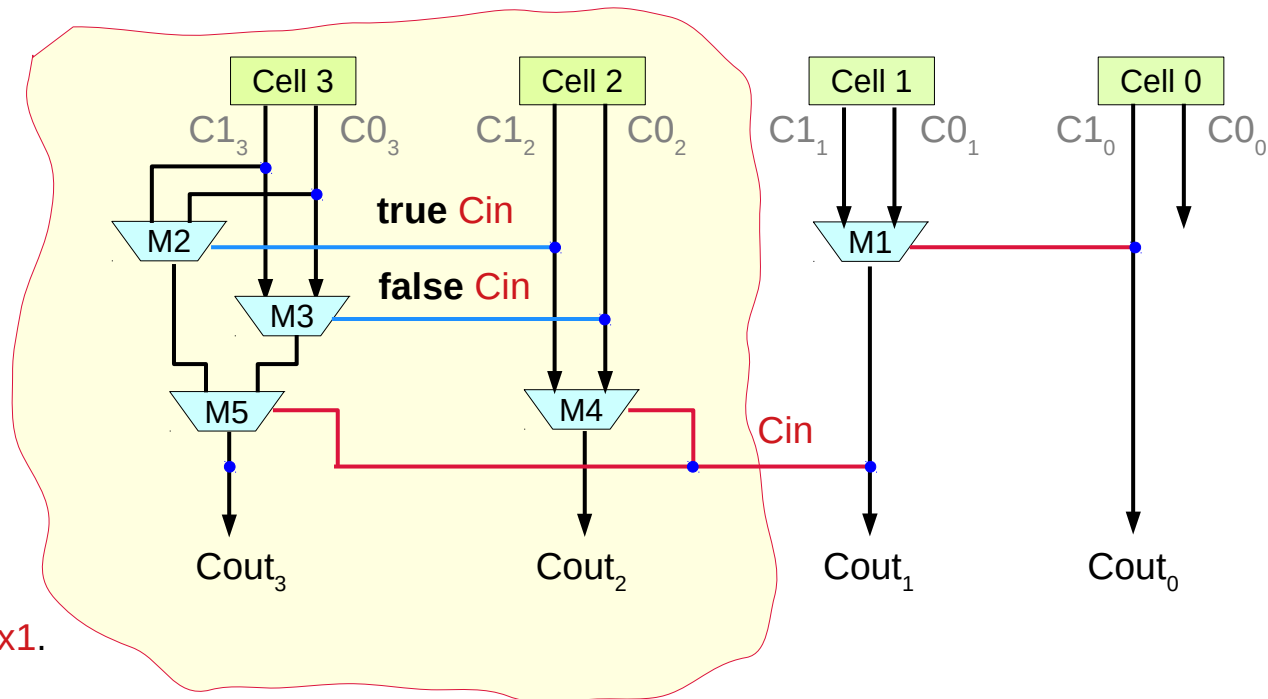 Cell 3 Cell 2 Cell 1 Cell 0
C1₃ C0₃ C1₂ C0₂ C1₁ C0₁ C1₀ C0₀
true Cin
M2 M1
false Cin
M3
M5 M4
Cin
Cout₃ Cout₂ Cout₁ Cout₀
x1.